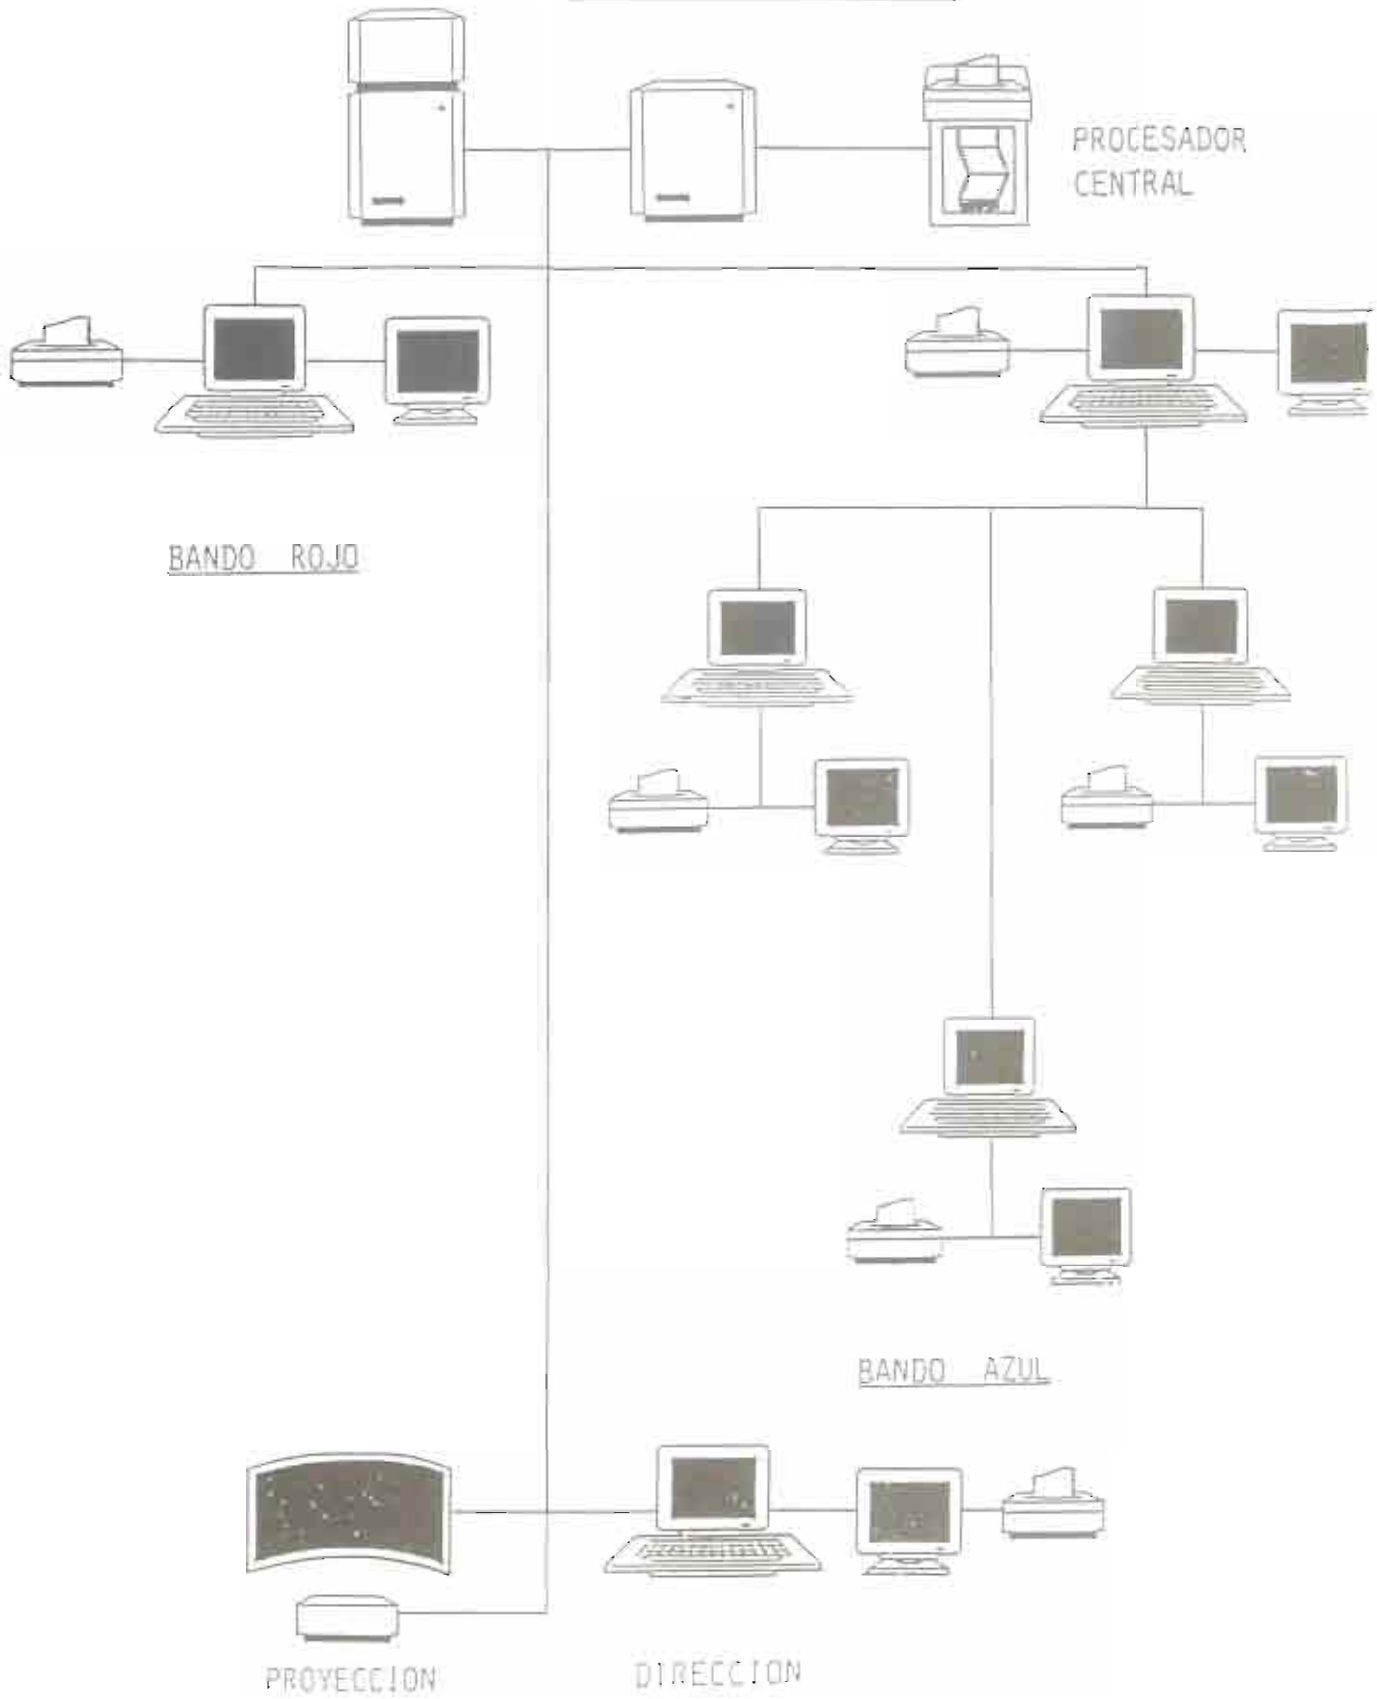 PROCESADOR
CENTRAL
BANDO ROJO
BANDO AZUL
PROYECCION
DIRECCION